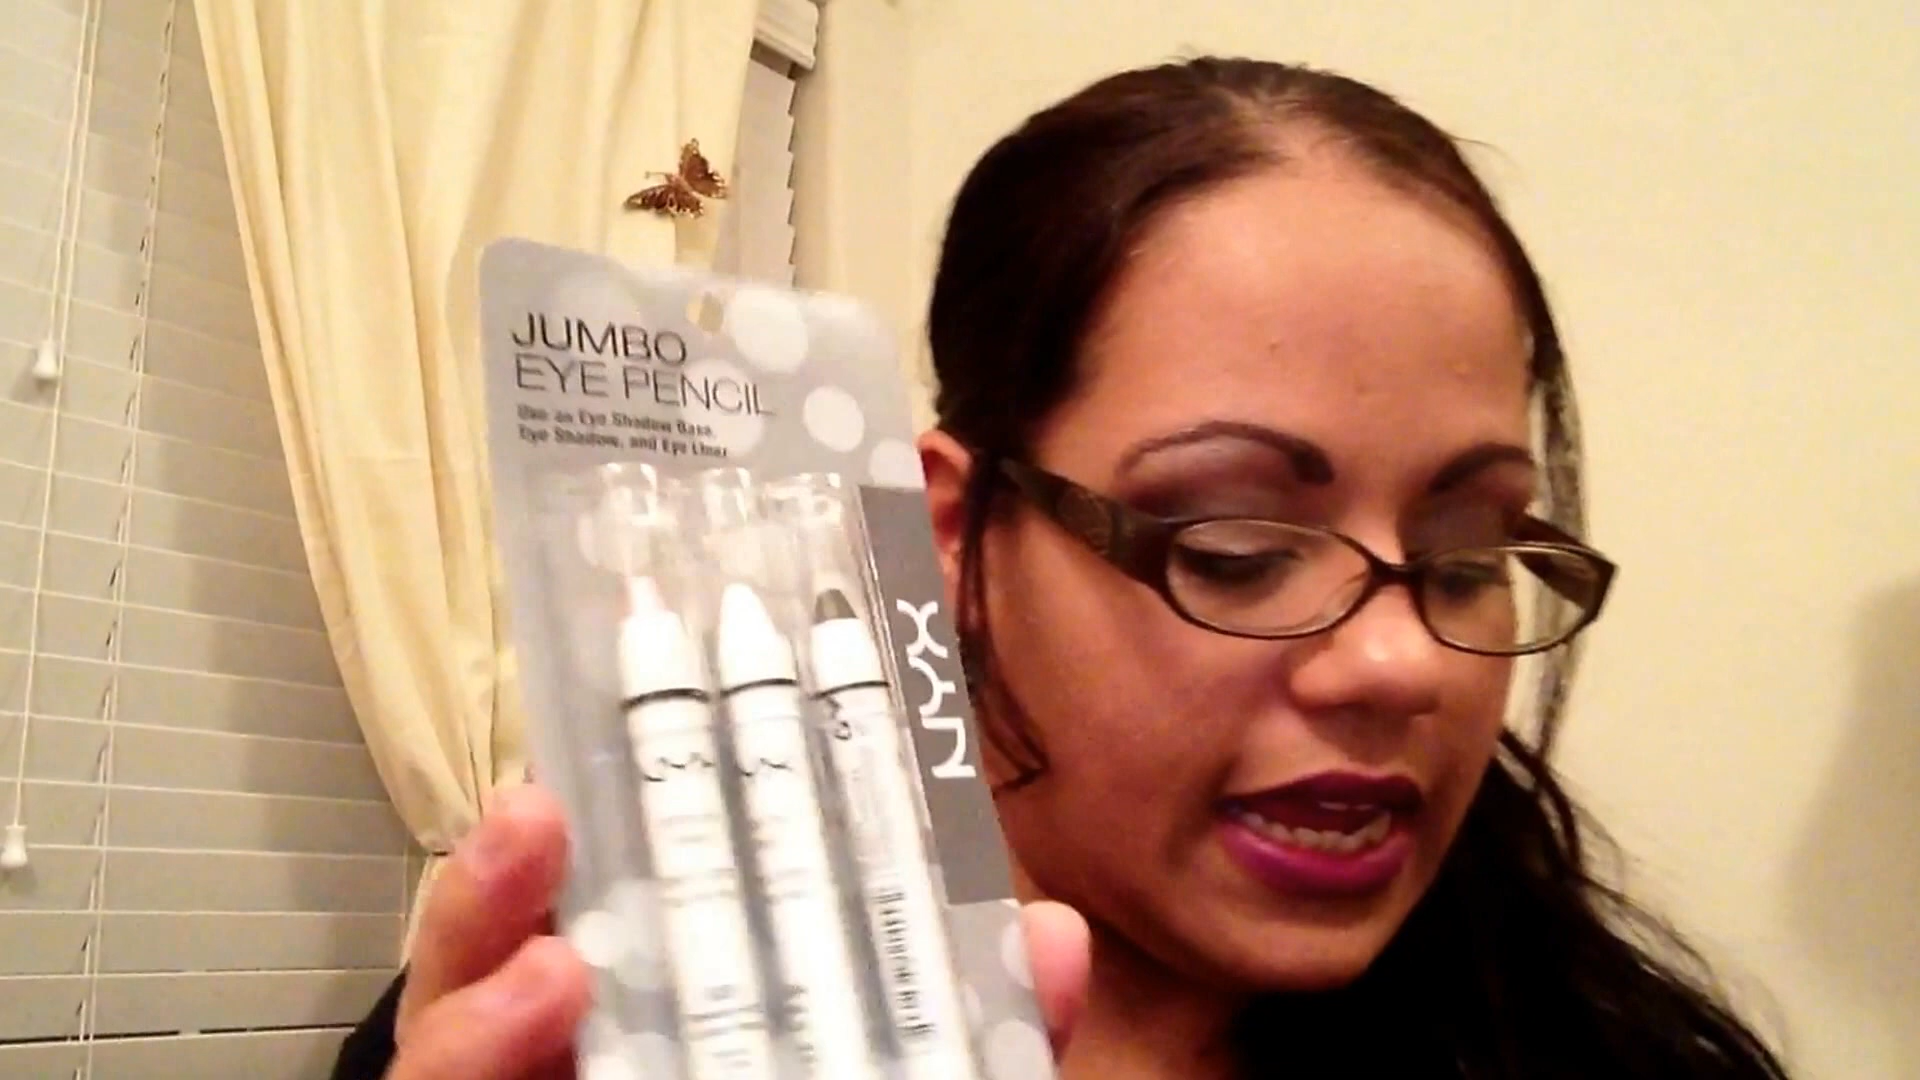 JUMBO
EYE PENCIL
Use as Eye Shadow Base,
Eye Shadow, and Eye Liner
NYX